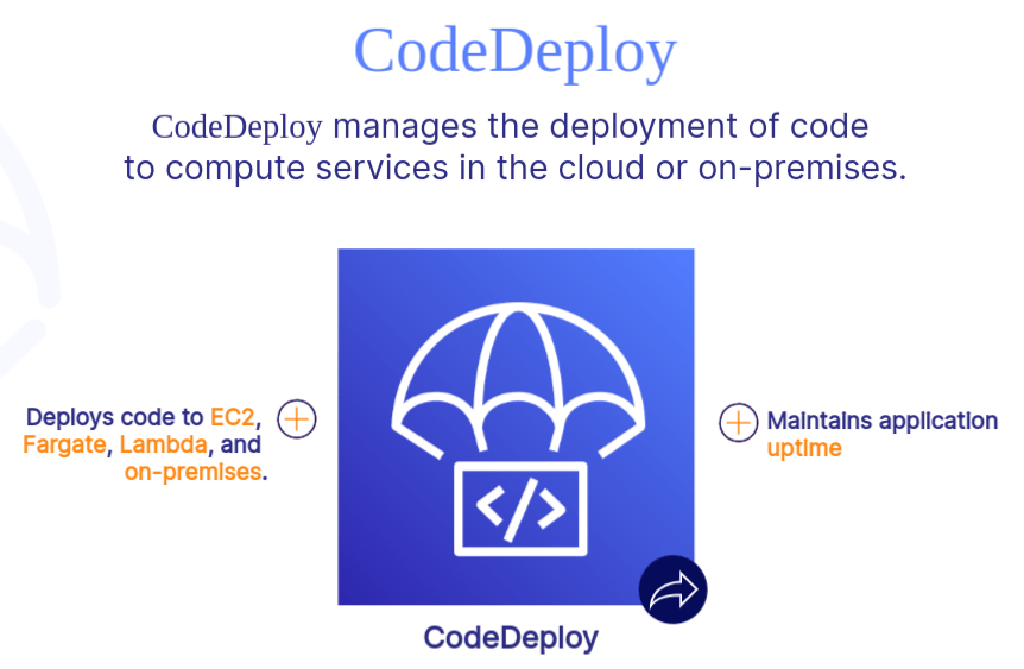 CodeDeploy
CodeDeploy manages the deployment of code
to compute services in the cloud or on-premises.
Deploys code to EC2,
Fargate, Lambda, and
on-premises.
</>
Maintains application
uptime
CodeDeploy